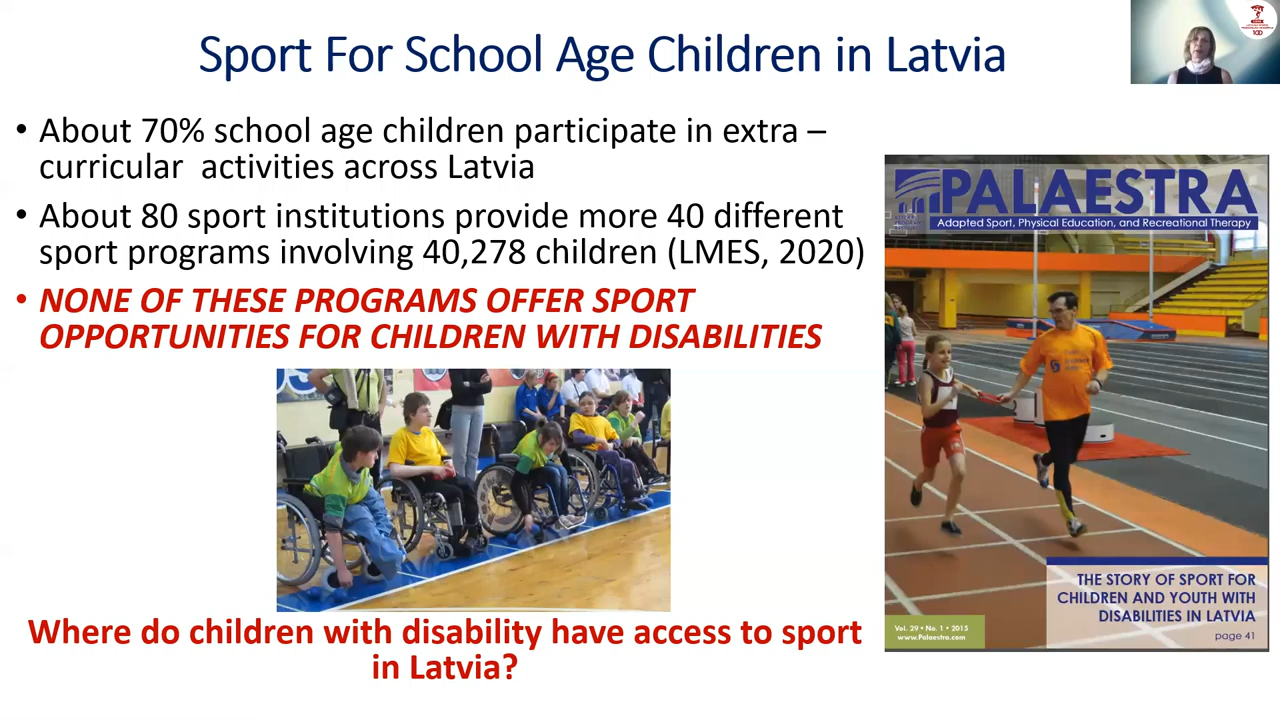 Sport For School Age Children in Latvia
• About 70% school age children participate in extra –
curricular activities across Latvia
• About 80 sport institutions provide more 40 different
sport programs involving 40,278 children (LMES, 2020)
• NONE OF THESE PROGRAMS OFFER SPORT
OPPORTUNITIES FOR CHILDREN WITH DISABILITIES
Where do children with disability have access to sport
in Latvia?
PALAESTRA
Adapted Sport, Physical Education, and Recreational Therapy
THE STORY OF SPORT FOR
CHILDREN AND YOUTH WITH
DISABILITIES IN LATVIA
page 41
Vol. 29 • No. 1 • 2015
www.Palaestra.com
100